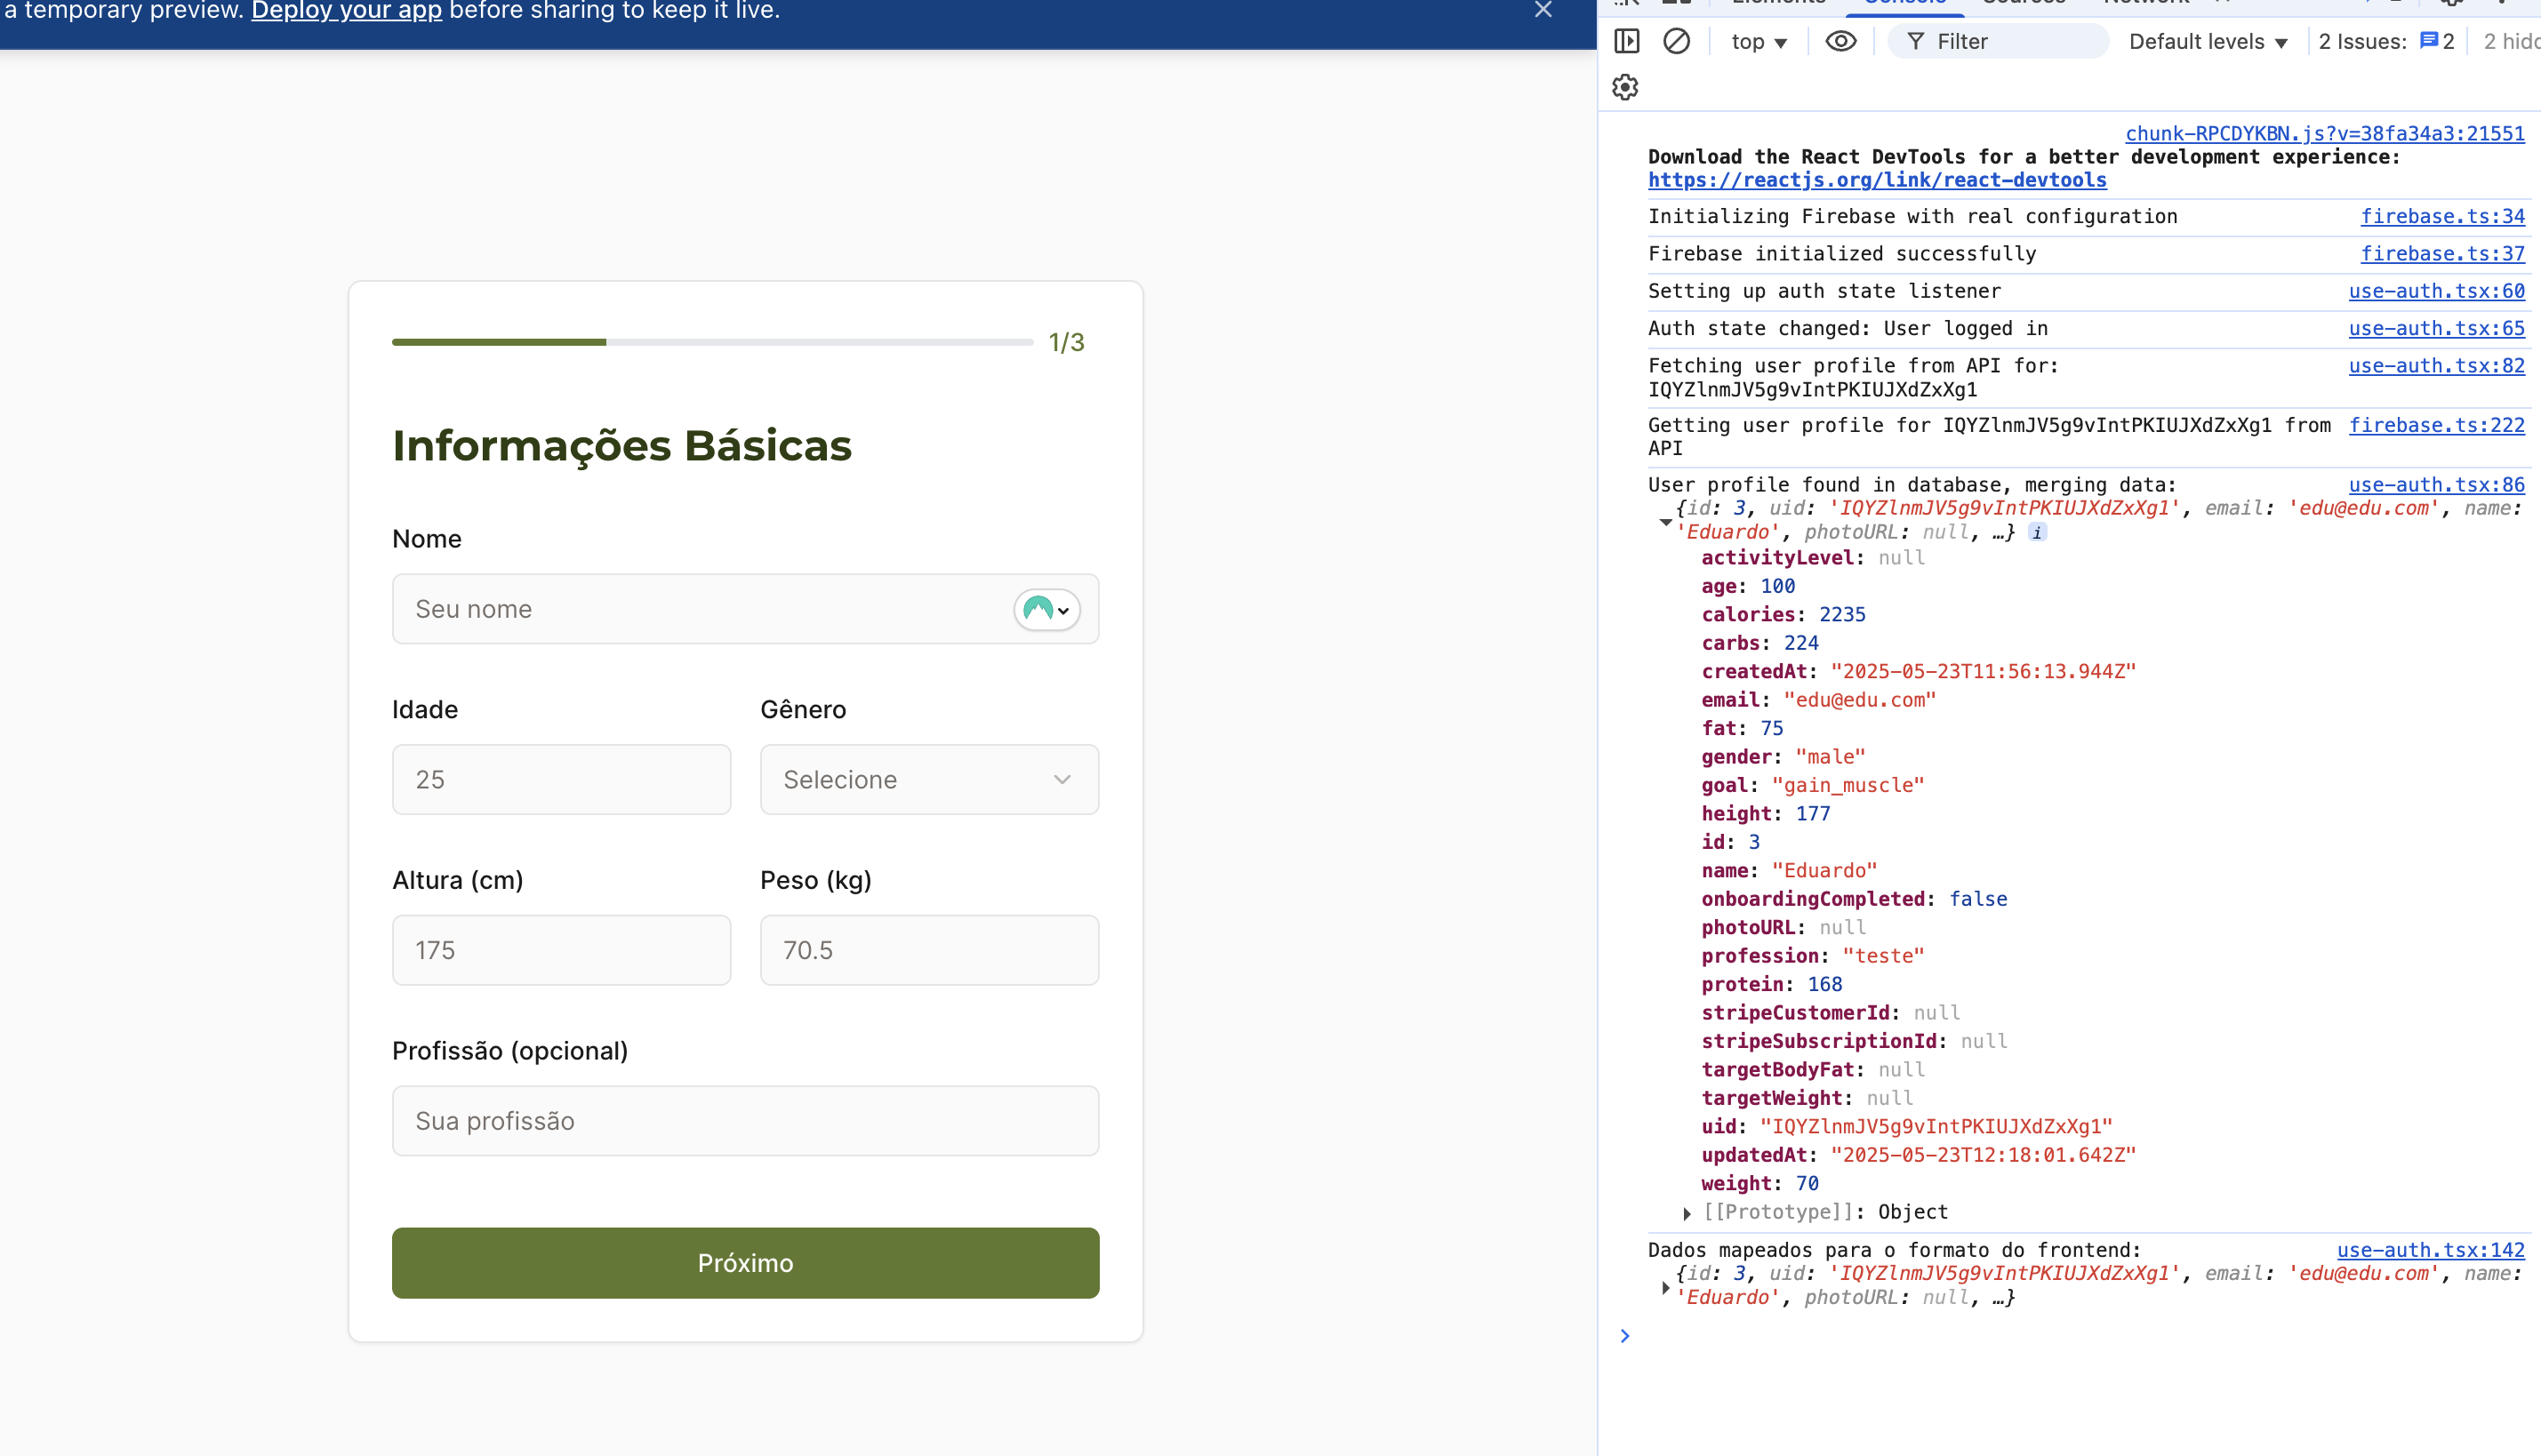 a temporary preview. Deploy your app before sharing to keep it live.
1/3
Informações Básicas
Nome
Seu nome
Idade
Gênero
25
Selecione
Altura (cm)
Peso (kg)
175
70.5
Profissão (opcional)
Sua profissão
Próximo
Elements Console Sources Network
top Filter Default levels 2 Issues: 2
chunk-RPCDYKBN.js?v=38fa34a3:21551
Download the React DevTools for a better development experience:
https://reactjs.org/link/react-devtools
Initializing Firebase with real configuration firebase.ts:34
Firebase initialized successfully firebase.ts:37
Setting up auth state listener use-auth.tsx:60
Auth state changed: User logged in use-auth.tsx:65
Fetching user profile from API for: use-auth.tsx:82
IQYZlnmJV5g9vIntPKIUJXdZxXg1
Getting user profile for IQYZlnmJV5g9vIntPKIUJXdZxXg1 from firebase.ts:222
API
User profile found in database, merging data: use-auth.tsx:86
{id: 3, uid: 'IQYZlnmJV5g9vIntPKIUJXdZxXg1', email: 'edu@edu.com', name:
'Eduardo', photoURL: null, …} i
activityLevel: null
age: 100
calories: 2235
carbs: 224
createdAt: "2025-05-23T11:56:13.944Z"
email: "edu@edu.com"
fat: 75
gender: "male"
goal: "gain_muscle"
height: 177
id: 3
name: "Eduardo"
onboardingCompleted: false
photoURL: null
profession: "teste"
protein: 168
stripeCustomerId: null
stripeSubscriptionId: null
targetBodyFat: null
targetWeight: null
uid: "IQYZlnmJV5g9vIntPKIUJXdZxXg1"
updatedAt: "2025-05-23T12:18:01.642Z"
weight: 70
[[Prototype]]: Object
Dados mapeados para o formato do frontend: use-auth.tsx:142
{id: 3, uid: 'IQYZlnmJV5g9vIntPKIUJXdZxXg1', email: 'edu@edu.com', name:
'Eduardo', photoURL: null, …}